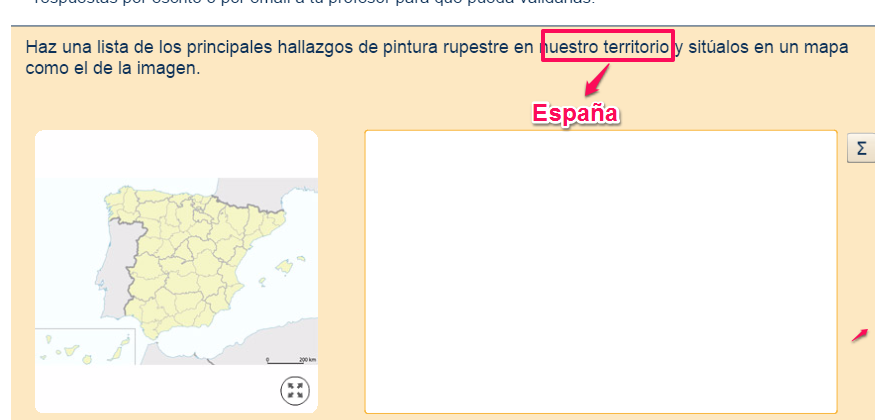 respuestas por escrito o por email a tu profesor para que pueda validarlas.
Haz una lista de los principales hallazgos de pintura rupestre en nuestro territorio y sitúalos en un mapa
como el de la imagen.
España
Σ
0 200 km